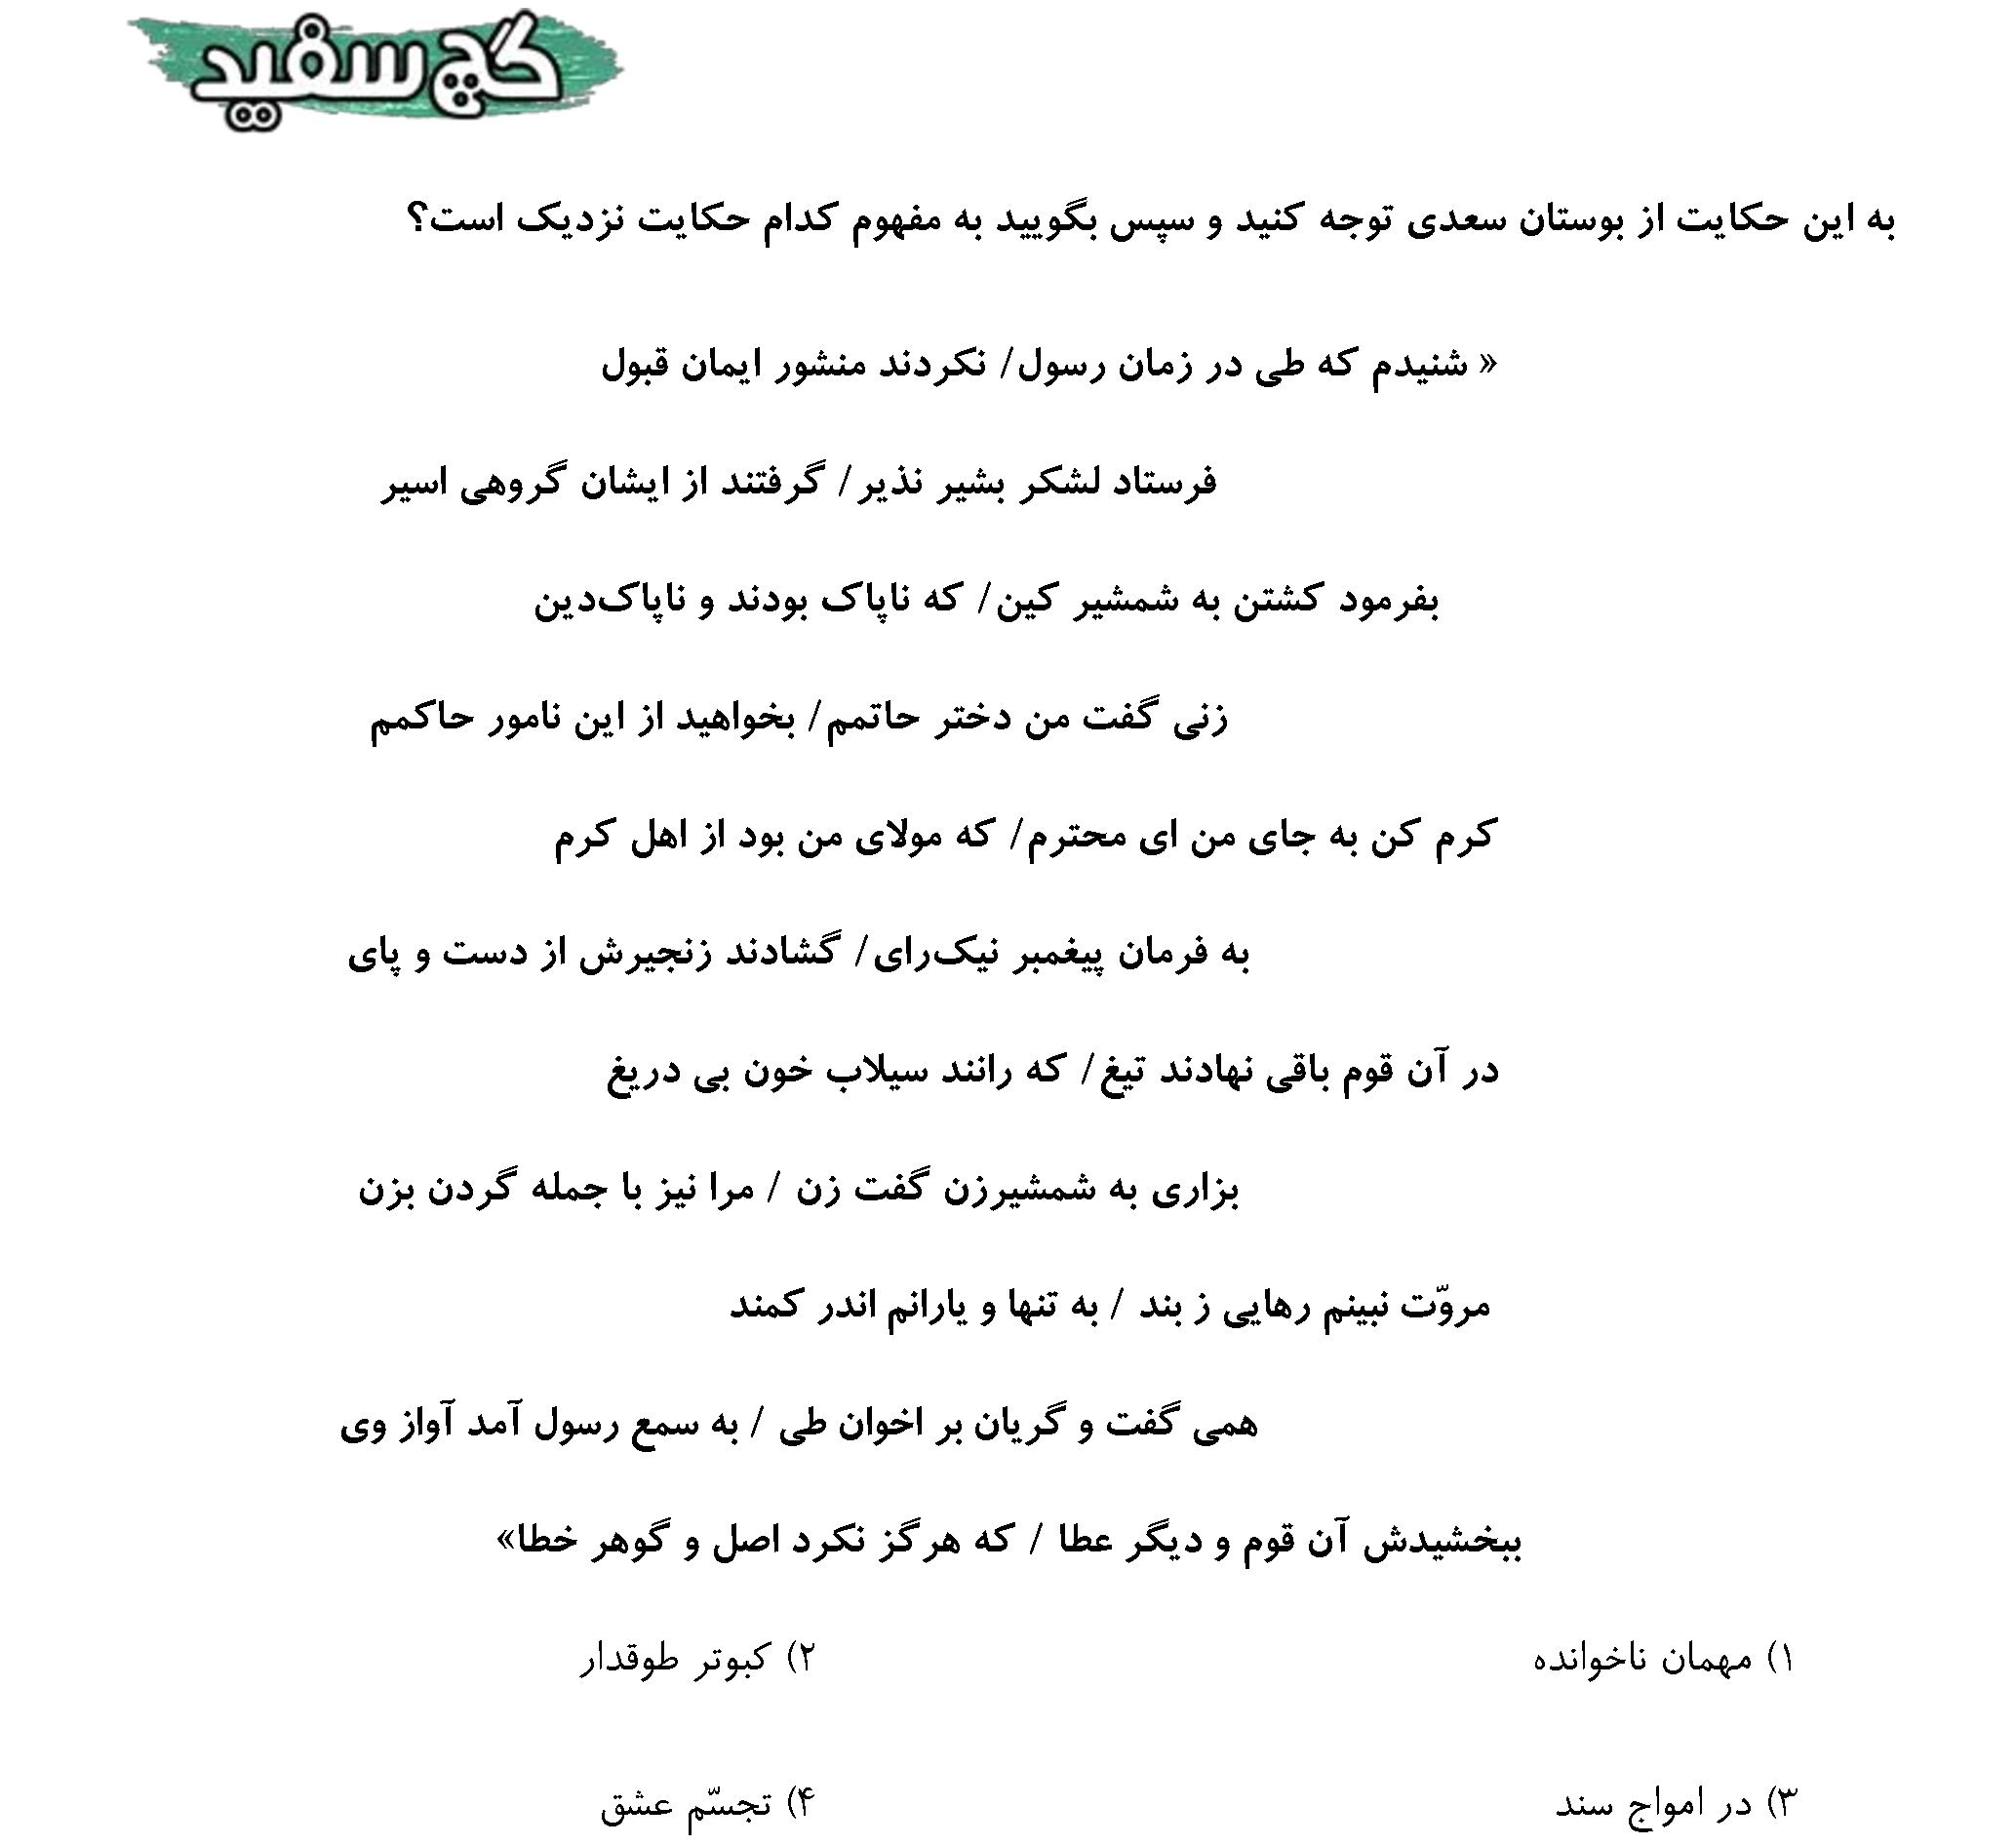 گچ سفید
به این حکایت از بوستان سعدی توجه کنید و سپس بگویید به مفهوم کدام حکایت نزدیک است؟
« شنیدم که طی در زمان رسول/ نکردند منشور ایمان قبول
فرستاد لشکر بشیر نذیر/ گرفتند از ایشان گروهی اسیر
بفرمود کشتن به شمشیر کین/ که ناپاک بودند و ناپاک‌دین
زنی گفت من دختر حاتمم/ بخواهید از این نامور حاکمم
کرم کن به جای من ای محترم/ که مولای من بود از اهل کرم
به فرمان پیغمبر نیک‌رای/ گشادند زنجیرش از دست و پای
در آن قوم باقی نهادند تیغ/ که رانند سیلاب خون بی دریغ
بزاری به شمشیرزن گفت زن / مرا نیز با جمله گردن بزن
مروّت نبینم رهایی ز بند / به تنها و یارانم اندر کمند
همی گفت و گریان بر اخوان طی / به سمع رسول آمد آواز وی
ببخشیدش آن قوم و دیگر عطا / که هرگز نکرد اصل و گوهر خطا»
۱) مهمان ناخوانده ۲) کبوتر طوقدار
۳) در امواج سند ۴) تجسّم عشق